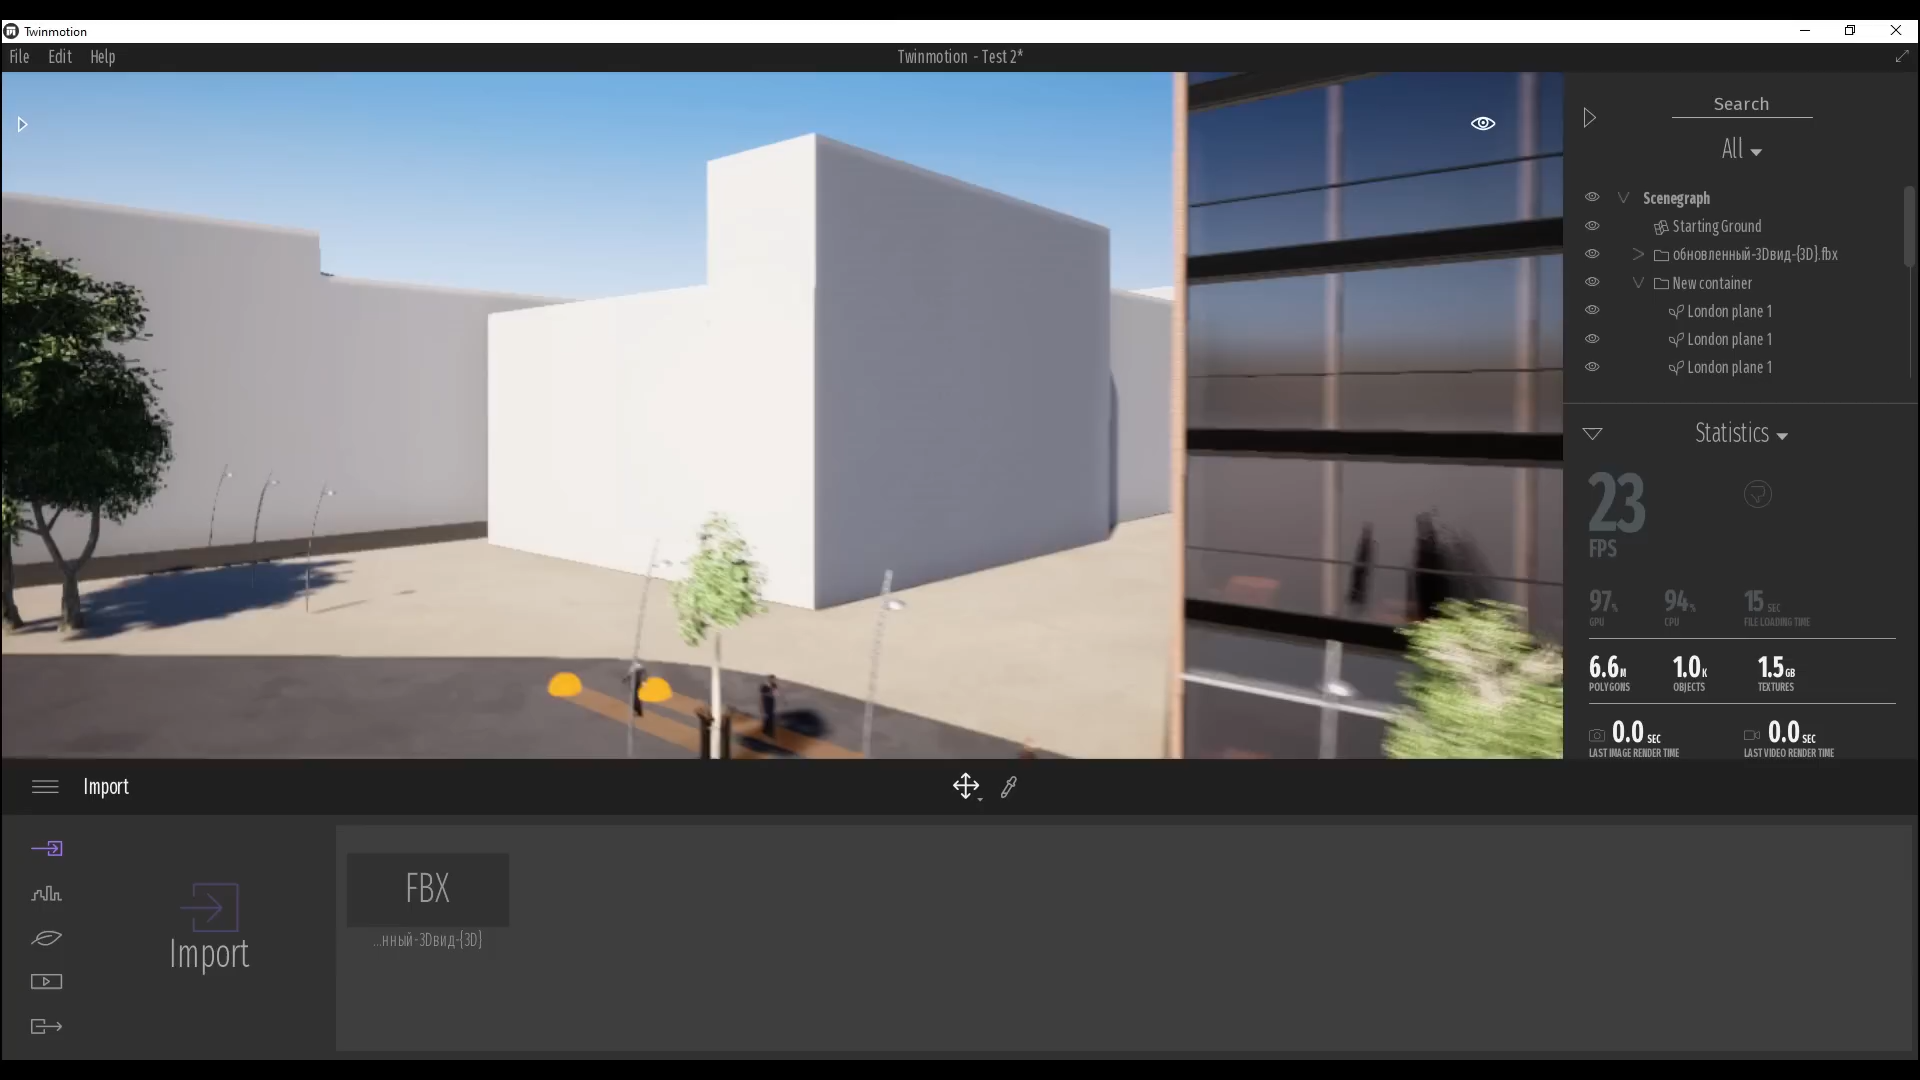 Twinmotion
File Edit Help
Twinmotion - Test 2*
Search
All
Scenegraph
Starting Ground
обновленный-3Dвид-{3D}.fbx
New container
London plane 1
London plane 1
London plane 1
Statistics
23
FPS
97% 94% 15 SEC
GPU CPU FILE LOADING TIME
6.6M 1.0K 1.5GB
POLYGONS OBJECTS TEXTURES
0.0 SEC 0.0 SEC
LAST IMAGE RENDER TIME LAST VIDEO RENDER TIME
Import
Import
FBX
...нный-3Dвид-{3D}